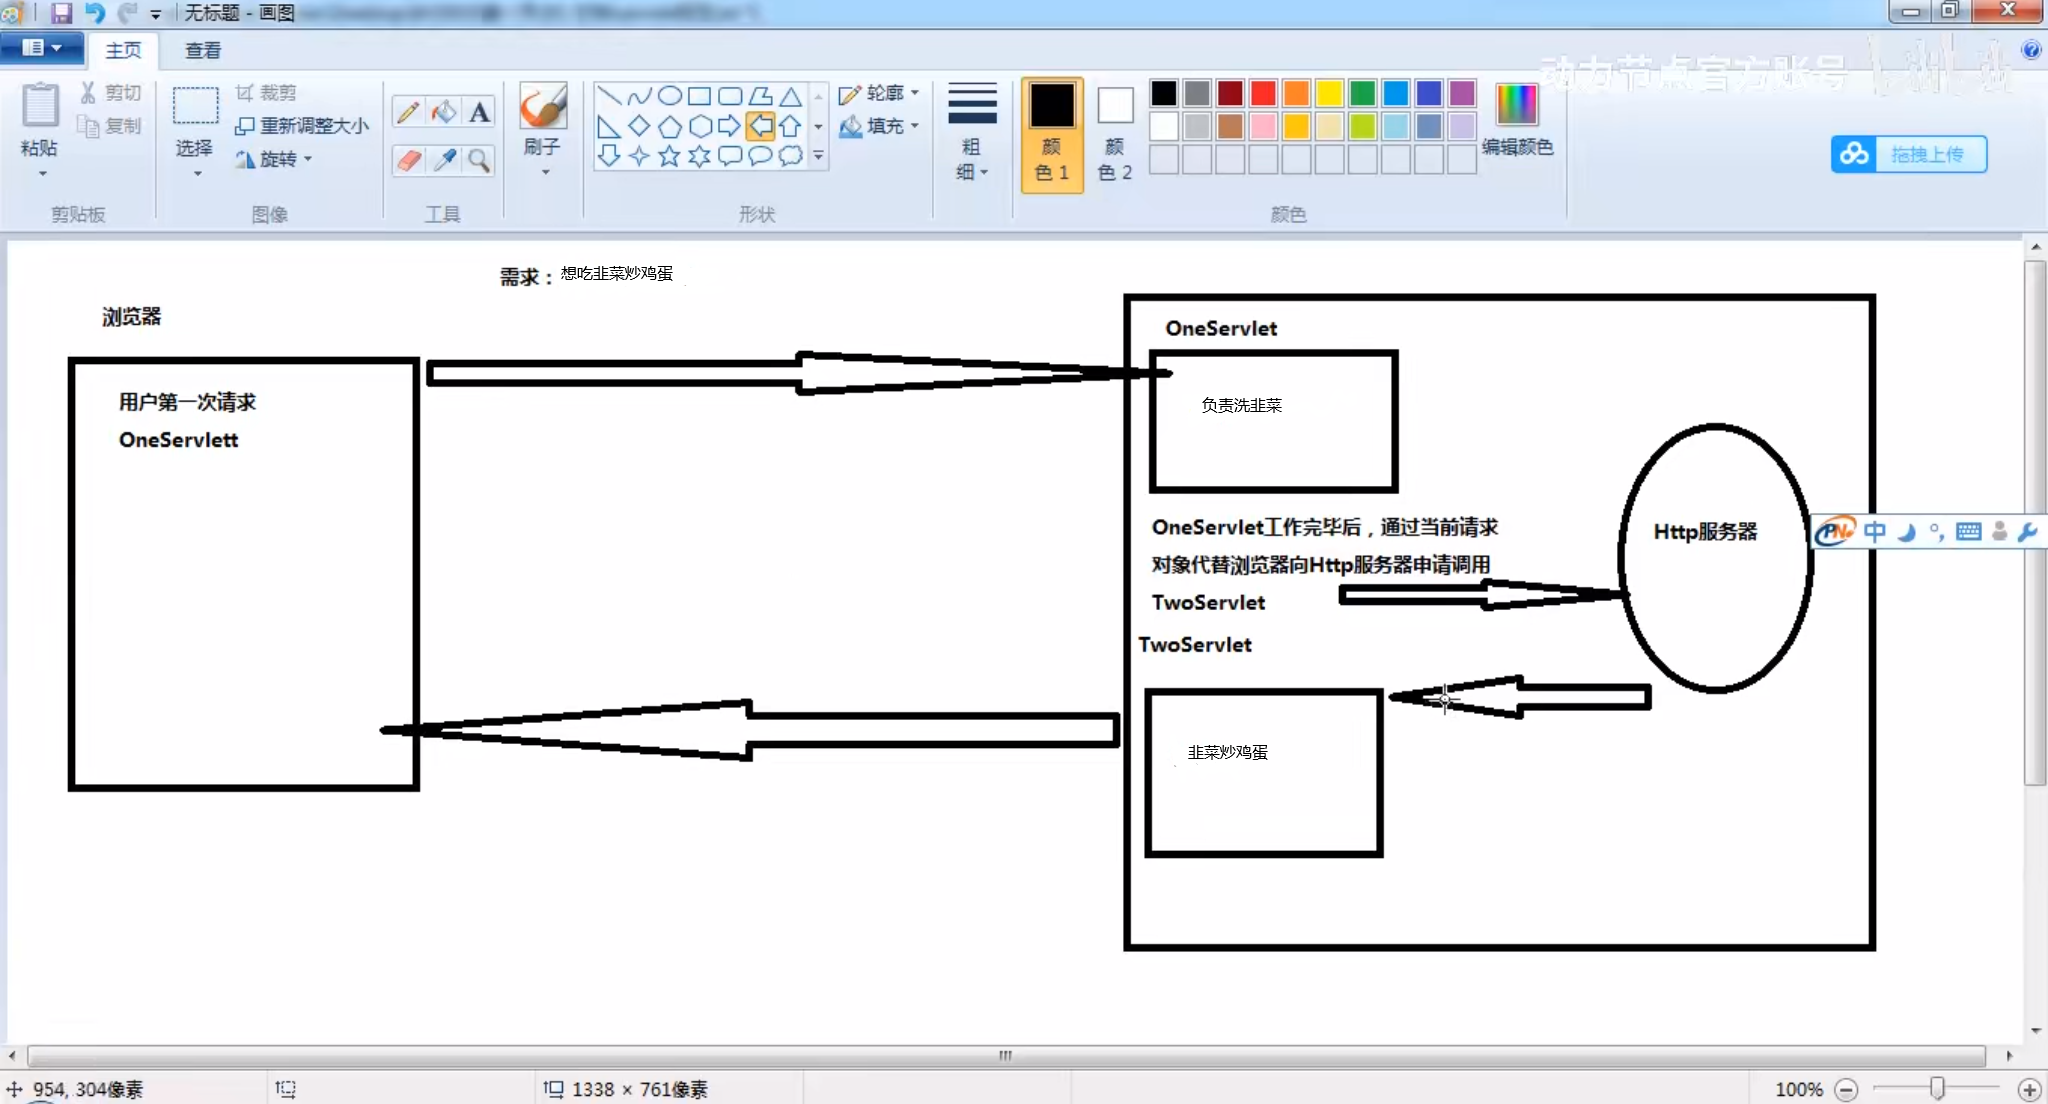 无标题 - 画图
主页 查看
动力节点官方账号
粘贴
剪切
复制
剪贴板
选择
裁剪
重新调整大小
旋转
图像
A
工具
刷子
轮廓
填充
形状
粗
细
颜
色 1
颜
色 2
编辑颜色
颜色
拖拽上传
需求：想吃韭菜炒鸡蛋
浏览器
用户第一次请求
OneServlett
OneServlet
负责洗韭菜
OneServlet工作完毕后，通过当前请求
对象代替浏览器向Http服务器申请调用
TwoServlet
Http服务器
中
TwoServlet
韭菜炒鸡蛋
954, 304像素
1338 × 761像素
100%